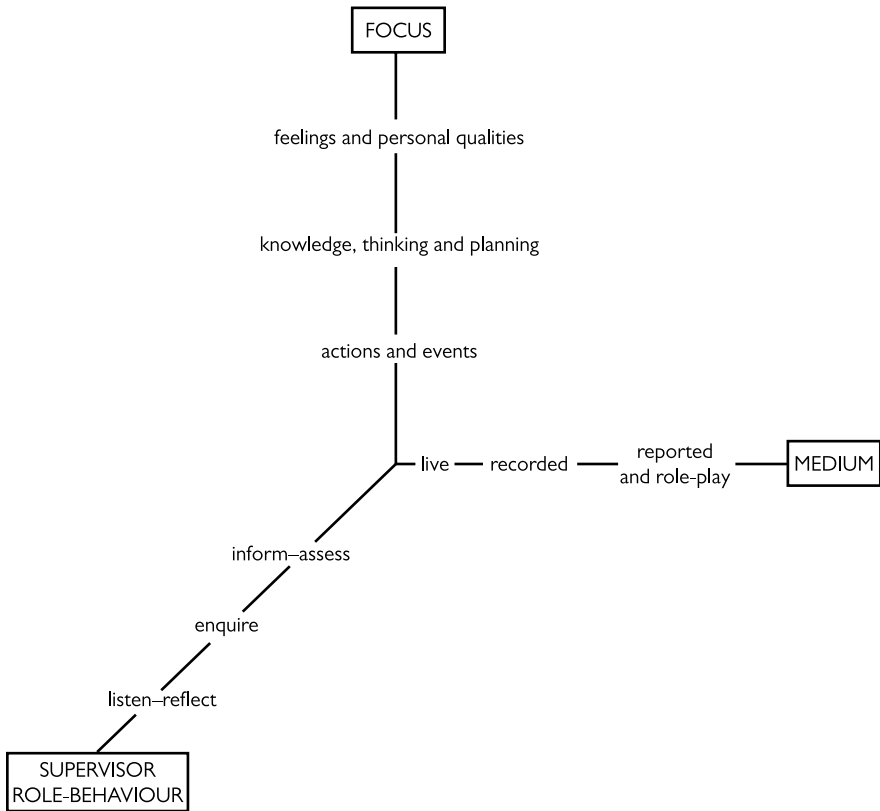 FOCUS
feelings and personal qualities
knowledge, thinking and planning
actions and events
live
recorded
reported
and role-play
MEDIUM
inform–assess
enquire
listen–reflect
SUPERVISOR
ROLE-BEHAVIOUR